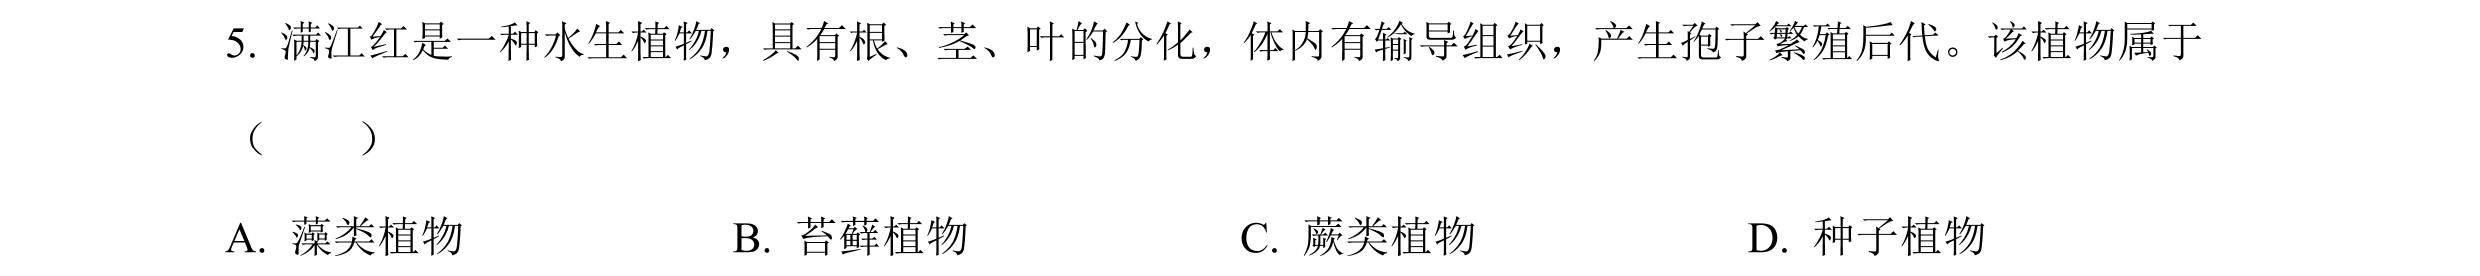 5. 满江红是一种水生植物，具有根、茎、叶的分化，体内有输导组织，产生孢子繁殖后代。该植物属于
（　　）
A. 藻类植物　　B. 苔藓植物　　C. 蕨类植物　　D. 种子植物